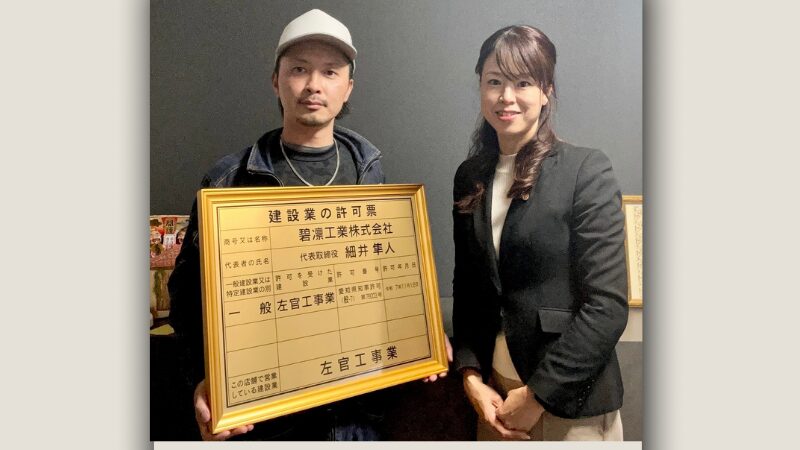 建設業の許可票
商号又は名称
碧凛工業株式会社
代表者の氏名
代表取締役 細井 隼人
一般建設業又は
特定建設業の別
許可を受けた
建設業
許可番号
許可年月日
一般
左官工事業
愛知県知事許可
この店舗で営業
している建設業
左官工事業